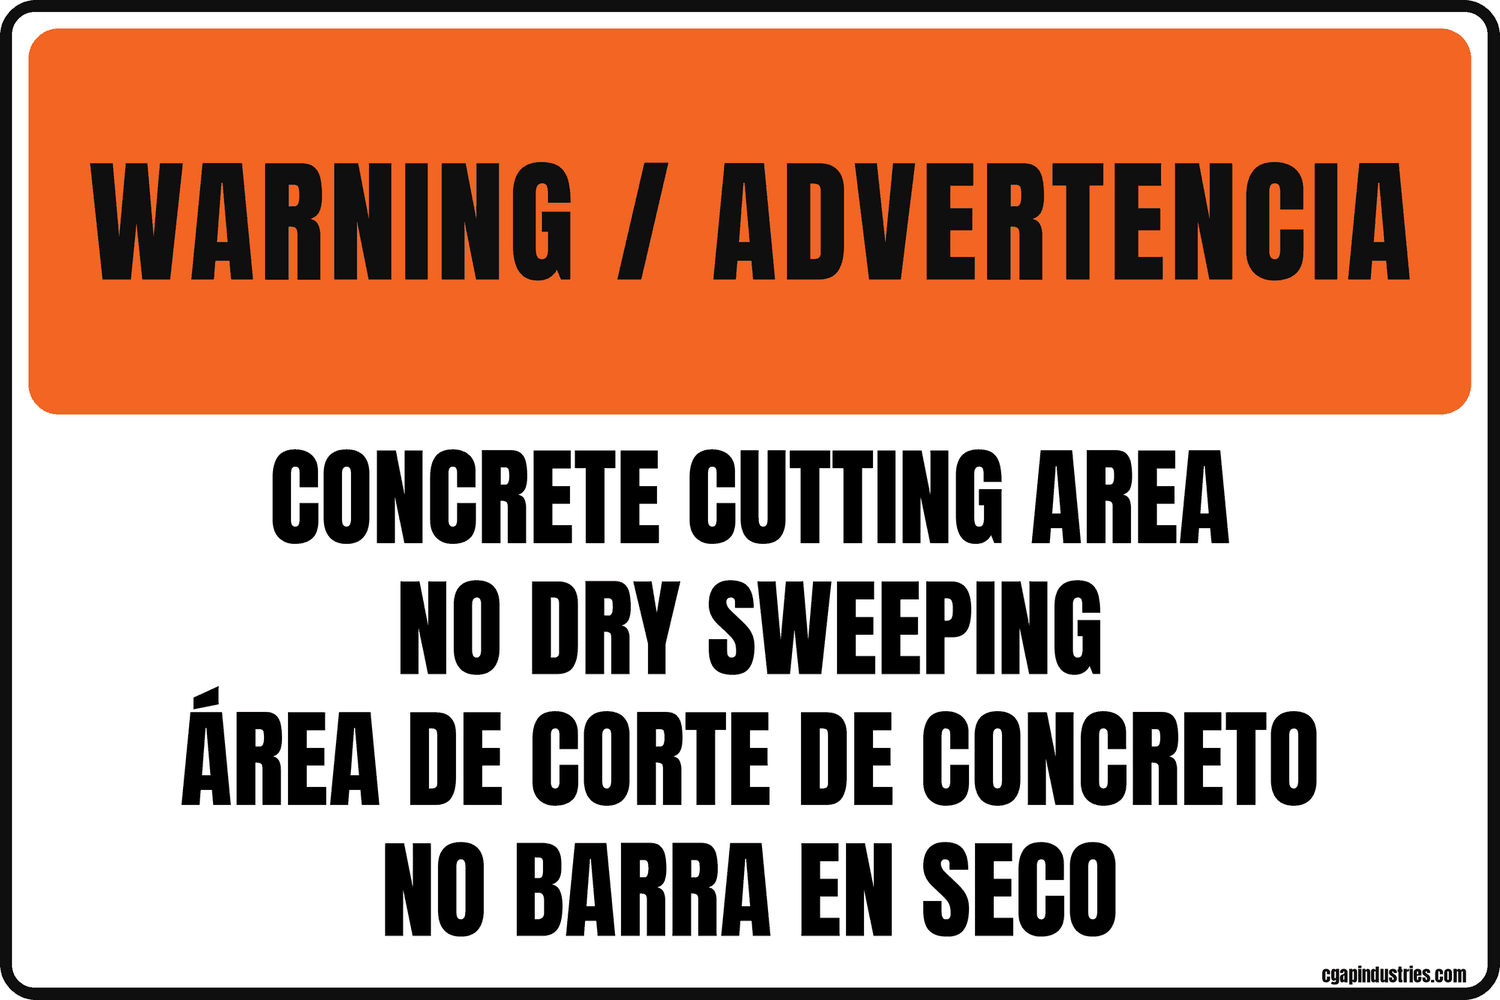 WARNING / ADVERTENCIA
CONCRETE CUTTING AREA
NO DRY SWEEPING
ÁREA DE CORTE DE CONCRETO
NO BARRA EN SECO
cgapindustries.com